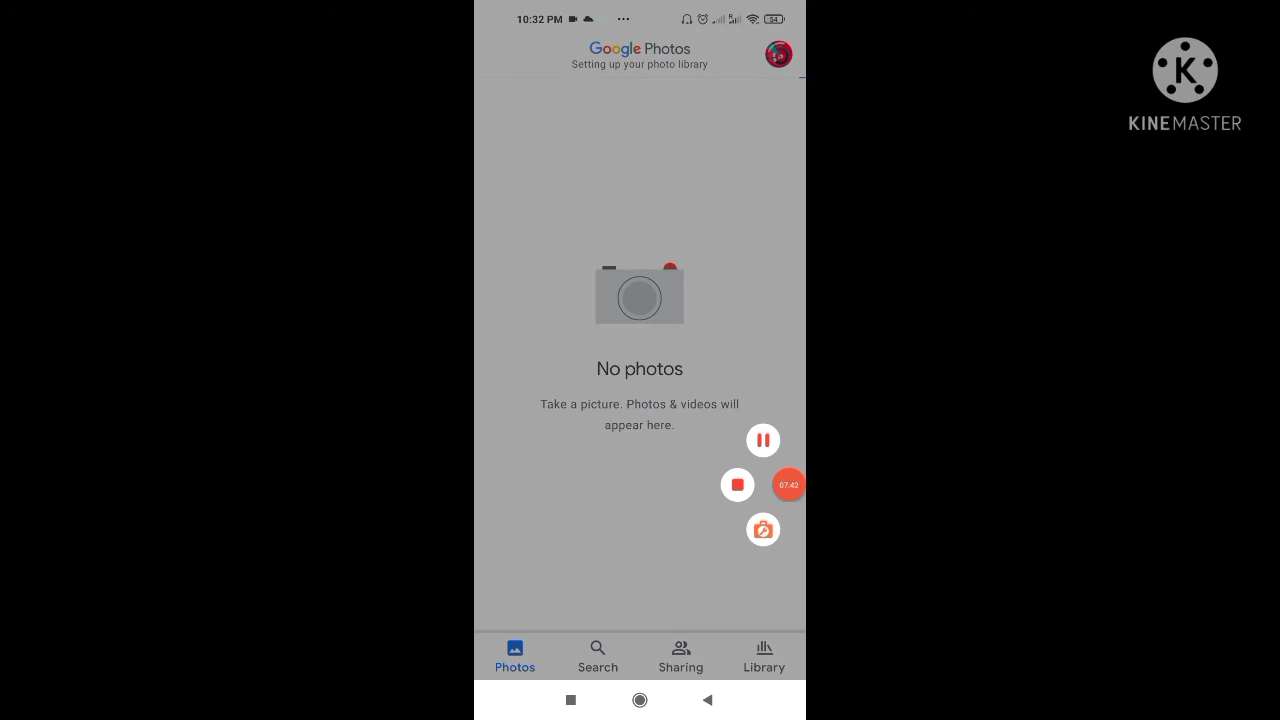 10:32 PM
54
Google Photos
Setting up your photo library
K
KINEMASTER
No photos
Take a picture. Photos & videos will
appear here.
07:42
Photos
Search
Sharing
Library